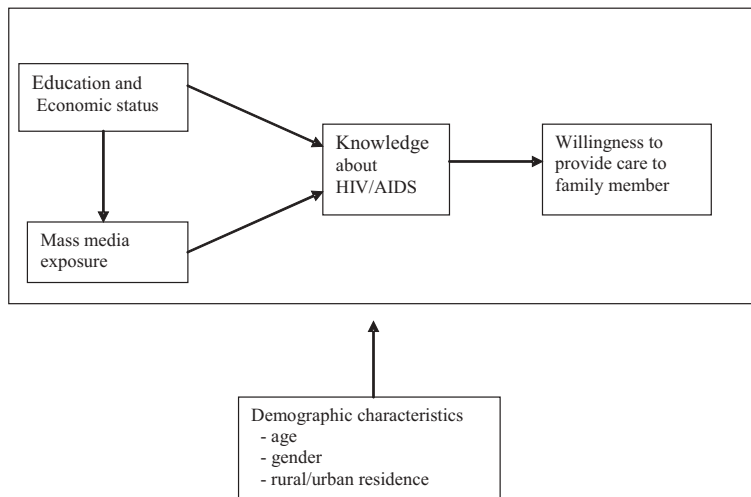 Education and
Economic status
Knowledge
about
HIV/AIDS
Willingness to
provide care to
family member
Mass media
exposure
Demographic characteristics
- age
- gender
- rural/urban residence